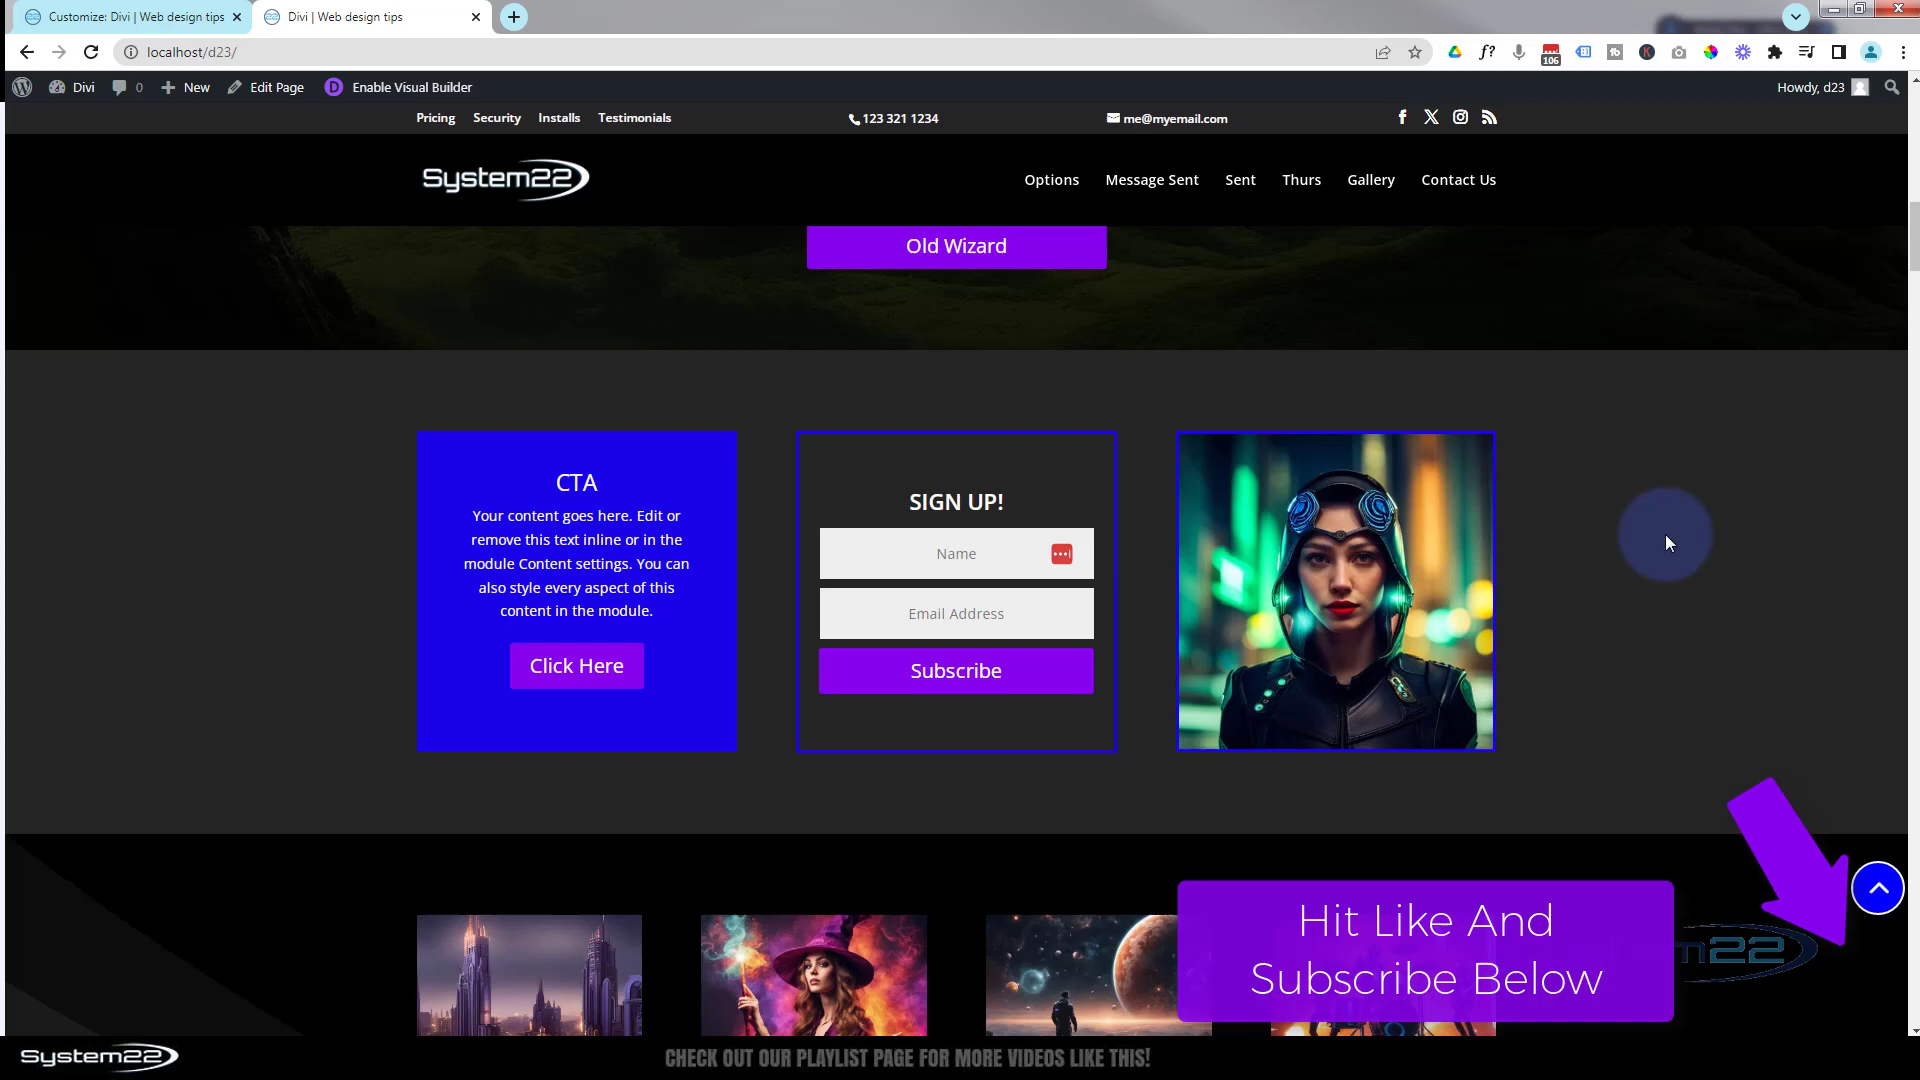 Customize: Divi | Web design tips
Divi | Web design tips
localhost/d23/
f?
106
Divi
0
New
Edit Page
D
Enable Visual Builder
Howdy, d23
Pricing
Security
Installs
Testimonials
123 321 1234
me@myemail.com
System22
Options
Message Sent
Sent
Thurs
Gallery
Contact Us
Old Wizard
CTA
Your content goes here. Edit or
remove this text inline or in the
module Content settings. You can
also style every aspect of this
content in the module.
Click Here
SIGN UP!
Name
Email Address
Subscribe
Hit Like And
Subscribe Below
22
System22
CHECK OUT OUR PLAYLIST PAGE FOR MORE VIDEOS LIKE THIS!